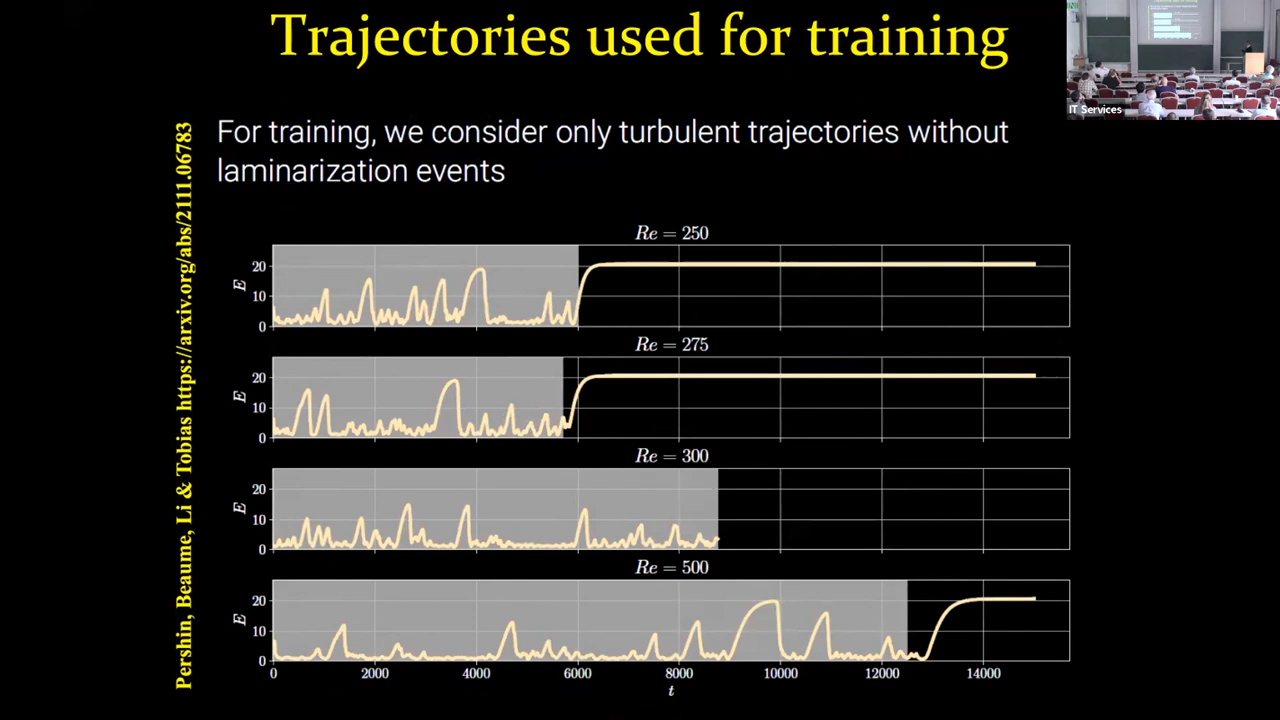 Trajectories used for training
IT Services
Pershin, Beaume, Li & Tobias https://arxiv.org/abs/2111.06783
For training, we consider only turbulent trajectories without
laminarization events
Re = 250
20
10
0
E
Re = 275
20
10
0
E
Re = 300
20
10
0
E
Re = 500
20
10
0
E
0 2000 4000 6000 8000 10000 12000 14000
t